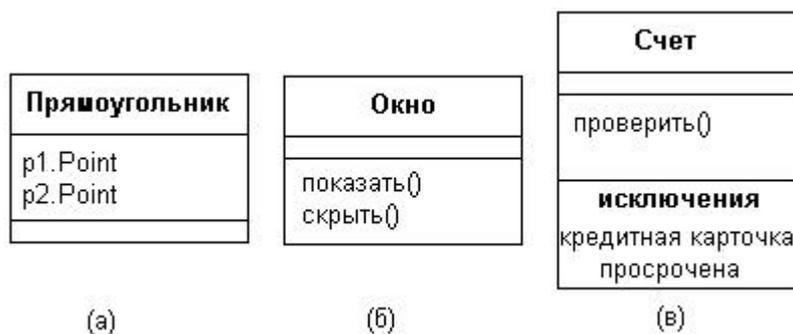 Прямоугольник
p1.Point
p2.Point
(а)
Окно
показать()
скрыть()
(б)
Счет
проверить()
исключения
кредитная карточка
просрочена
(в)